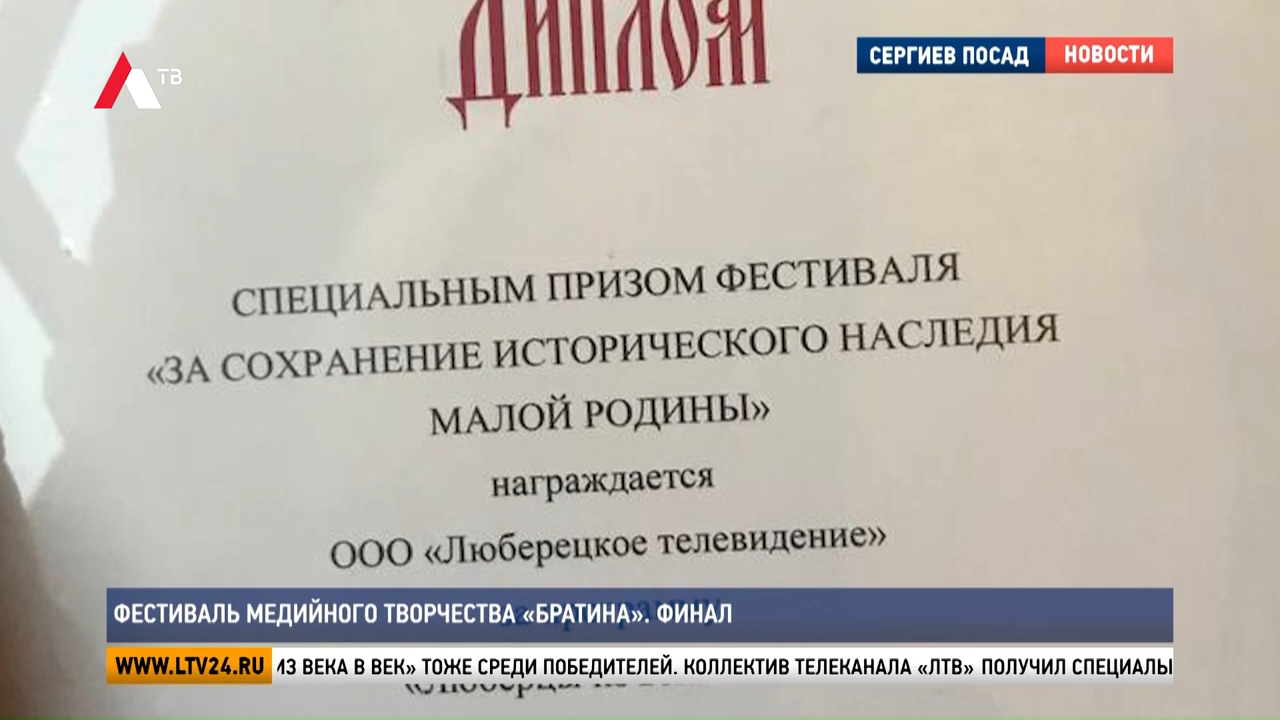 ДИПЛОМ
ТВ
СЕРГИЕВ ПОСАД НОВОСТИ
СПЕЦИАЛЬНЫМ ПРИЗОМ ФЕСТИВАЛЯ
«ЗА СОХРАНЕНИЕ ИСТОРИЧЕСКОГО НАСЛЕДИЯ
МАЛОЙ РОДИНЫ»
награждается
ООО «Люберецкое телевидение»
ФЕСТИВАЛЬ МЕДИЙНОГО ТВОРЧЕСТВА «БРАТИНА». ФИНАЛ
WWW.LTV24.RU ИЗ ВЕКА В ВЕК» ТОЖЕ СРЕДИ ПОБЕДИТЕЛЕЙ. КОЛЛЕКТИВ ТЕЛЕКАНАЛА «ЛТВ» ПОЛУЧИЛ СПЕЦИАЛЬ